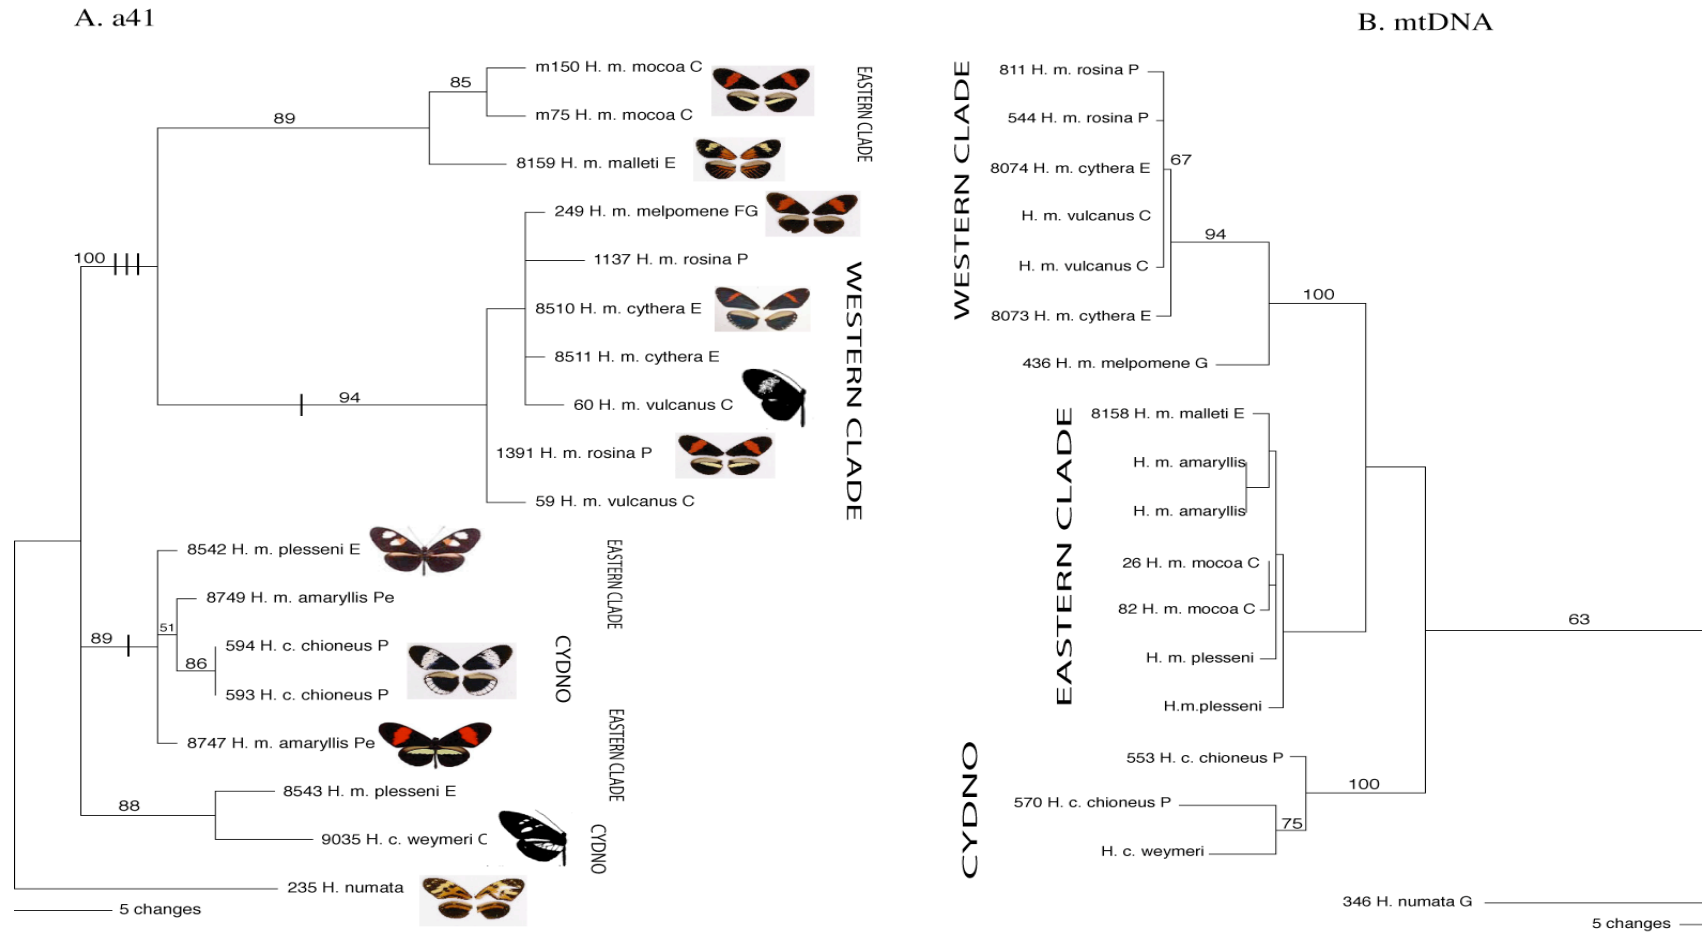 A. a41
B. mtDNA
85
89
m150 H. m. mocoa C
m75 H. m. mocoa C
8159 H. m. malleti E
EASTERN CLADE
100
94
249 H. m. melpomene FG
1137 H. m. rosina P
8510 H. m. cythera E
8511 H. m. cythera E
60 H. m. vulcanus C
1391 H. m. rosina P
59 H. m. vulcanus C
WESTERN CLADE
8542 H. m. plesseni E
8749 H. m. amaryllis Pe
EASTERN CLADE
89
51
86
594 H. c. chioneus P
593 H. c. chioneus P
CYDNO
8747 H. m. amaryllis Pe
8543 H. m. plesseni E
EASTERN CLADE
88
9035 H. c. weymeri C
CYDNO
235 H. numata
5 changes
WESTERN CLADE
811 H. m. rosina P
544 H. m. rosina P
67
8074 H. m. cythera E
H. m. vulcanus C
94
H. m. vulcanus C
100
8073 H. m. cythera E
436 H. m. melpomene G
EASTERN CLADE
8158 H. m. malleti E
H. m. amaryllis
H. m. amaryllis
26 H. m. mocoa C
82 H. m. mocoa C
63
H. m. plesseni
H.m.plesseni
CYDNO
553 H. c. chioneus P
100
570 H. c. chioneus P
75
H. c. weymeri
346 H. numata G
5 changes